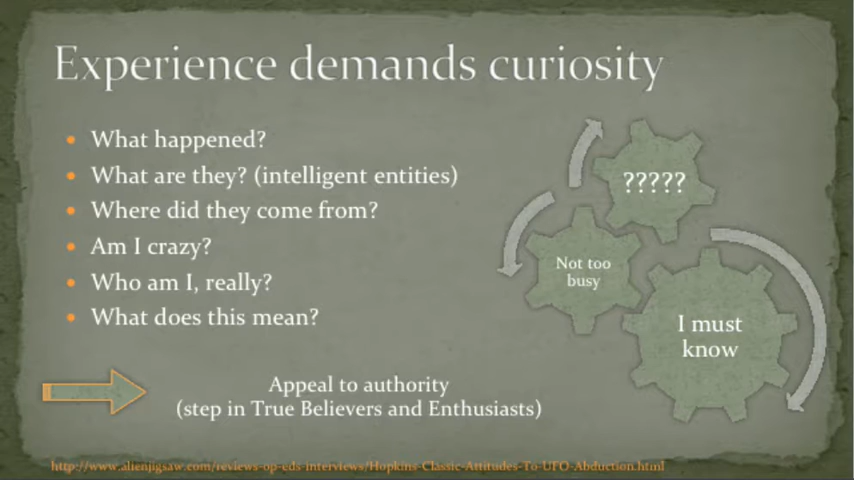 Experience demands curiosity
• What happened?
• What are they? (intelligent entities)
• Where did they come from?
• Am I crazy?
• Who am I, really?
• What does this mean?
?????
Not too
busy
I must
know
Appeal to authority
(step in True Believers and Enthusiasts)
http://www.alienjigsaw.com/reviews-op-eds-interviews/Hopkins-Classic-Attitudes-To-UFO-Abduction.html